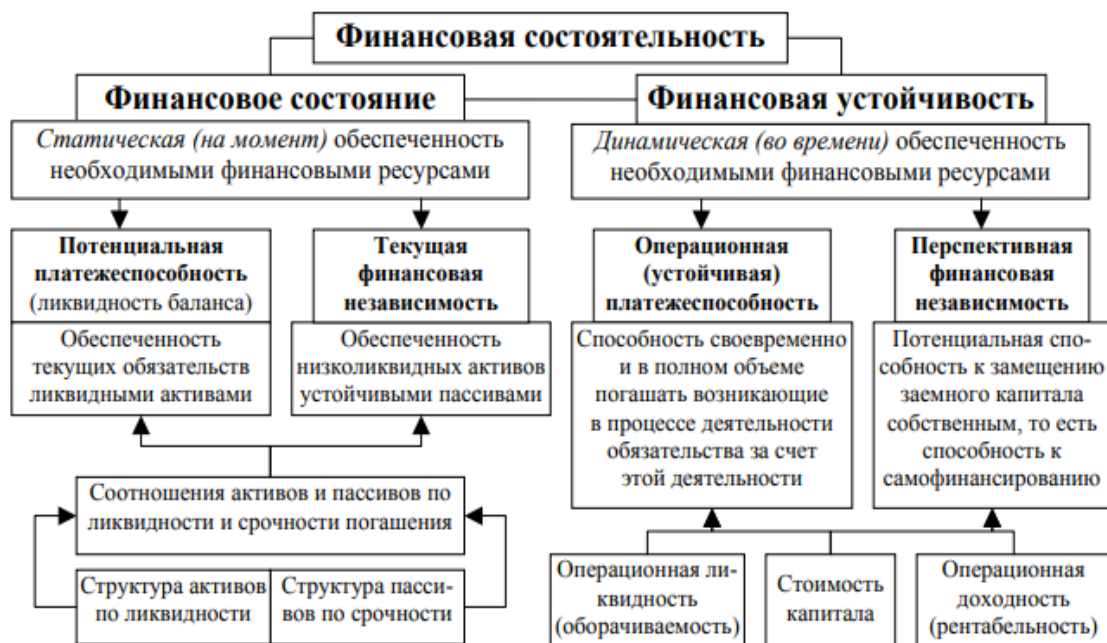 Финансовая состоятельность
Финансовое состояние
Финансовая устойчивость
Статическая (на момент) обеспеченность
необходимыми финансовыми ресурсами
Динамическая (во времени) обеспеченность
необходимыми финансовыми ресурсами
Потенциальная
платежеспособность
(ликвидность баланса)
Обеспеченность
текущих обязательств
ликвидными активами
Текущая
финансовая
независимость
Обеспеченность
низколиквидных активов
устойчивыми пассивами
Операционная
(устойчивая)
платежеспособность
Способность своевременно
и в полном объеме
погашать возникающие
в процессе деятельности
обязательства за счет
этой деятельности
Перспективная
финансовая
независимость
Потенциальная спо-
собность к замещению
заемного капитала
собственным, то есть
способность к
самофинансированию
Соотношения активов и пассивов по
ликвидности и срочности погашения
Структура активов
по ликвидности
Структура пасси-
вов по срочности
Операционная ли-
квидность
(оборачиваемость)
Стоимость
капитала
Операционная
доходность
(рентабельность)